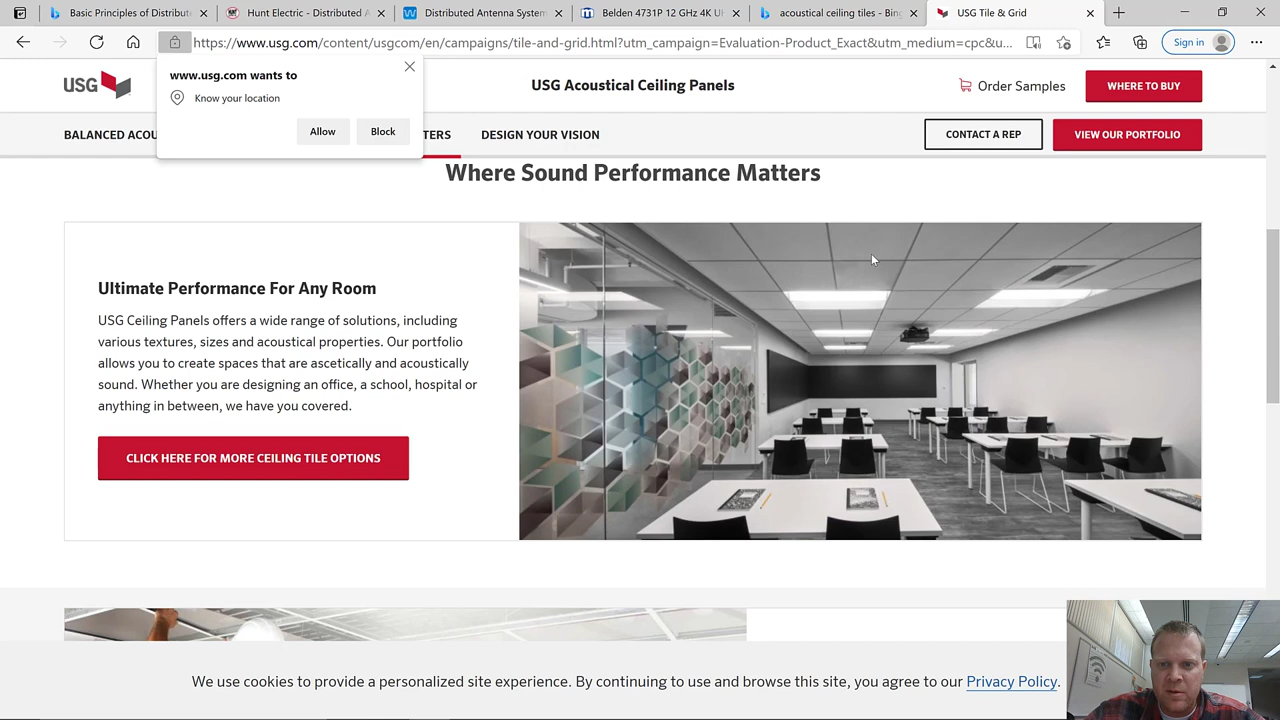 Basic Principles of Distribute
Hunt Electric - Distributed A
Distributed Antenna System
Belden 4731P 12 GHz 4K UH
acoustical ceiling tiles - Bing
USG Tile & Grid
https://www.usg.com/content/usgcom/en/campaigns/tile-and-grid.html?utm_campaign=Evaluation-Product_Exact&utm_medium=cpc&u...
Sign in
www.usg.com wants to
Know your location
Allow
Block
USG
USG Acoustical Ceiling Panels
Order Samples
WHERE TO BUY
BALANCED ACOU
TERS
DESIGN YOUR VISION
CONTACT A REP
VIEW OUR PORTFOLIO
Where Sound Performance Matters
Ultimate Performance For Any Room
USG Ceiling Panels offers a wide range of solutions, including
various textures, sizes and acoustical properties. Our portfolio
allows you to create spaces that are ascetically and acoustically
sound. Whether you are designing an office, a school, hospital or
anything in between, we have you covered.
CLICK HERE FOR MORE CEILING TILE OPTIONS
We use cookies to provide a personalized site experience. By continuing to use and browse this site, you agree to our Privacy Policy.